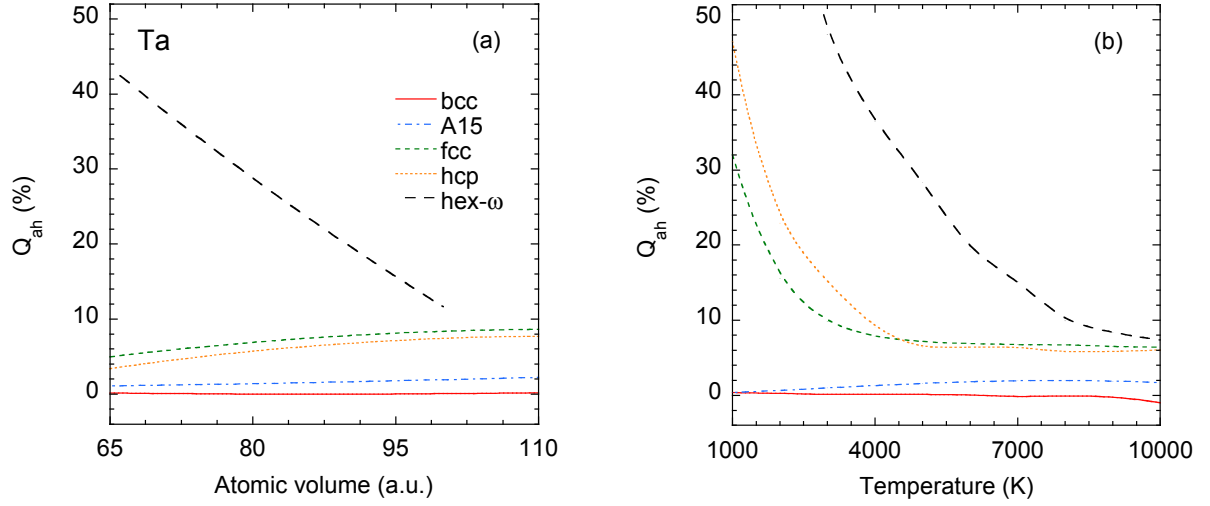 Ta
(a)
50
40
30
20
10
0
Q_ah (%)
bcc
A15
fcc
hcp
hex-ω
65
80
95
110
Atomic volume (a.u.)
(b)
50
40
30
20
10
0
Q_ah (%)
1000
4000
7000
10000
Temperature (K)